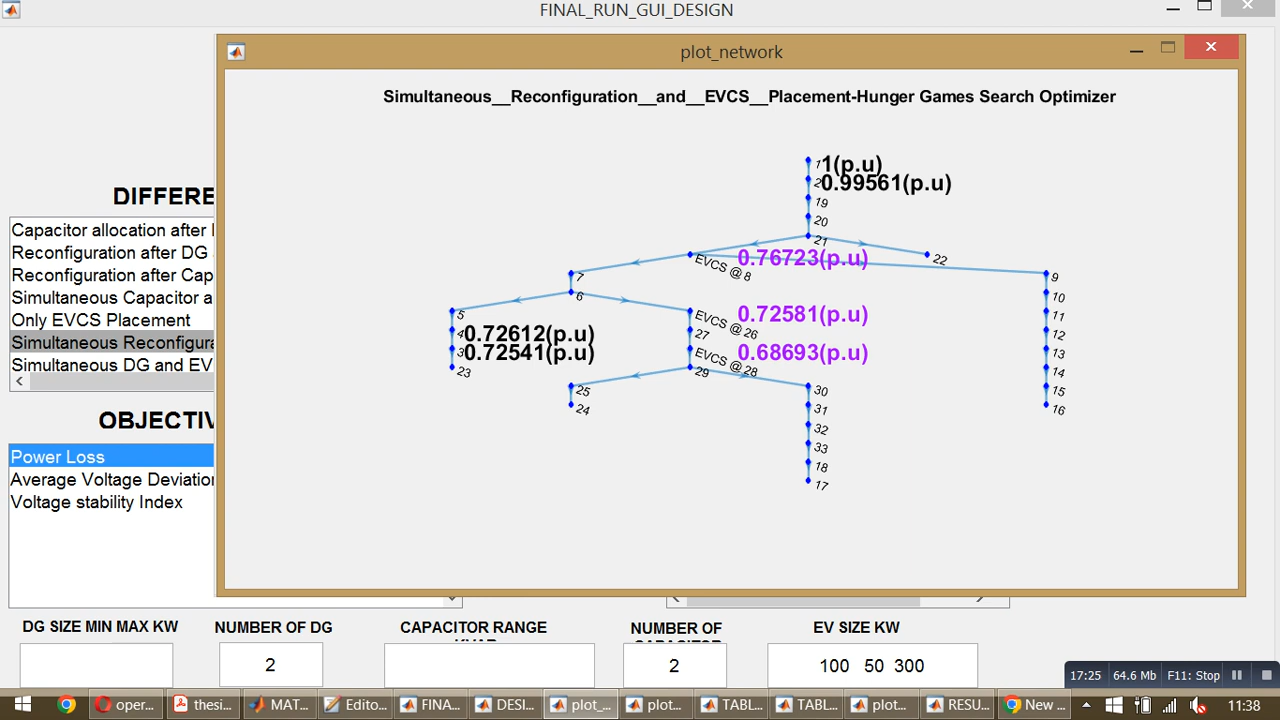 FINAL_RUN_GUI_DESIGN
plot_network
Simultaneous__Reconfiguration__and__EVCS__Placement-Hunger Games Search Optimizer
1 1(p.u)
2 0.99561(p.u)
19
20
21
EVCS @ 8 0.76723(p.u)
22
7
9
6
10
5
EVCS @ 26 0.72581(p.u)
11
4 0.72612(p.u)
27
12
3 0.72541(p.u)
EVCS @ 28 0.68693(p.u)
13
23
29
14
25
30
15
24
31
16
32
33
18
17
DIFFERE
Capacitor allocation after
Reconfiguration after DG
Reconfiguration after Cap
Simultaneous Capacitor a
Only EVCS Placement
Simultaneous Reconfigura
Simultaneous DG and EV
OBJECTIV
Power Loss
Average Voltage Deviation
Voltage stability Index
DG SIZE MIN MAX KW
NUMBER OF DG
2
CAPACITOR RANGE
KVAR
NUMBER OF
CAPACITOR
2
EV SIZE KW
100 50 300
17:25 64.6 Mb F11: Stop
oper... thesi... MAT... Edito... FINA... DESI... plot_... plot... TABL... TABL... plot... RESU... New ... 11:38